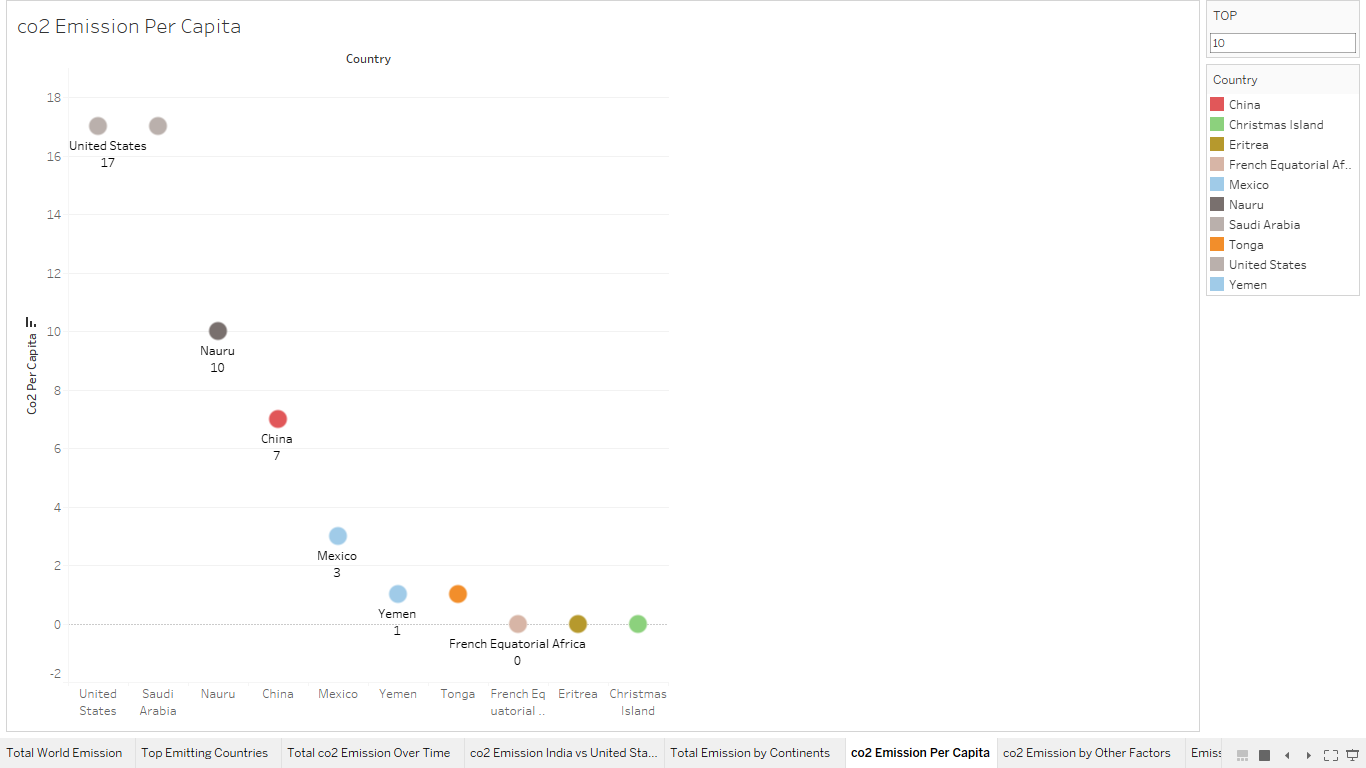 co2 Emission Per Capita
Country
18
16
14
12
10
8
6
4
2
0
-2
Co2 Per Capita
United States
17
Nauru
10
China
7
Mexico
3
Yemen
1
French Equatorial Africa
0
United States
Saudi Arabia
Nauru
China
Mexico
Yemen
Tonga
French Eq uatorial ..
Eritrea
Christmas Island
TOP
10
Country
China
Christmas Island
Eritrea
French Equatorial Af..
Mexico
Nauru
Saudi Arabia
Tonga
United States
Yemen
Total World Emission
Top Emitting Countries
Total co2 Emission Over Time
co2 Emission India vs United Sta...
Total Emission by Continents
co2 Emission Per Capita
co2 Emission by Other Factors
Emiss